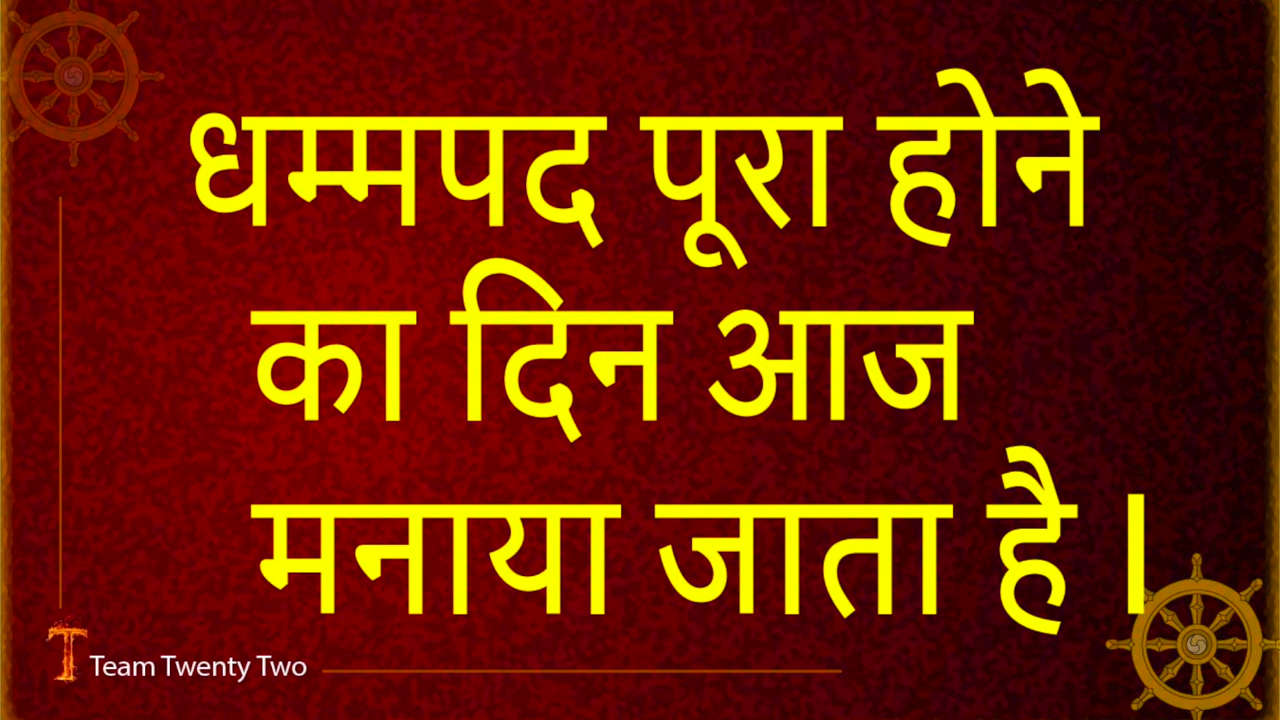 धम्मपद पूरा होने
का दिन आज
मनाया जाता है ।
T Team Twenty Two